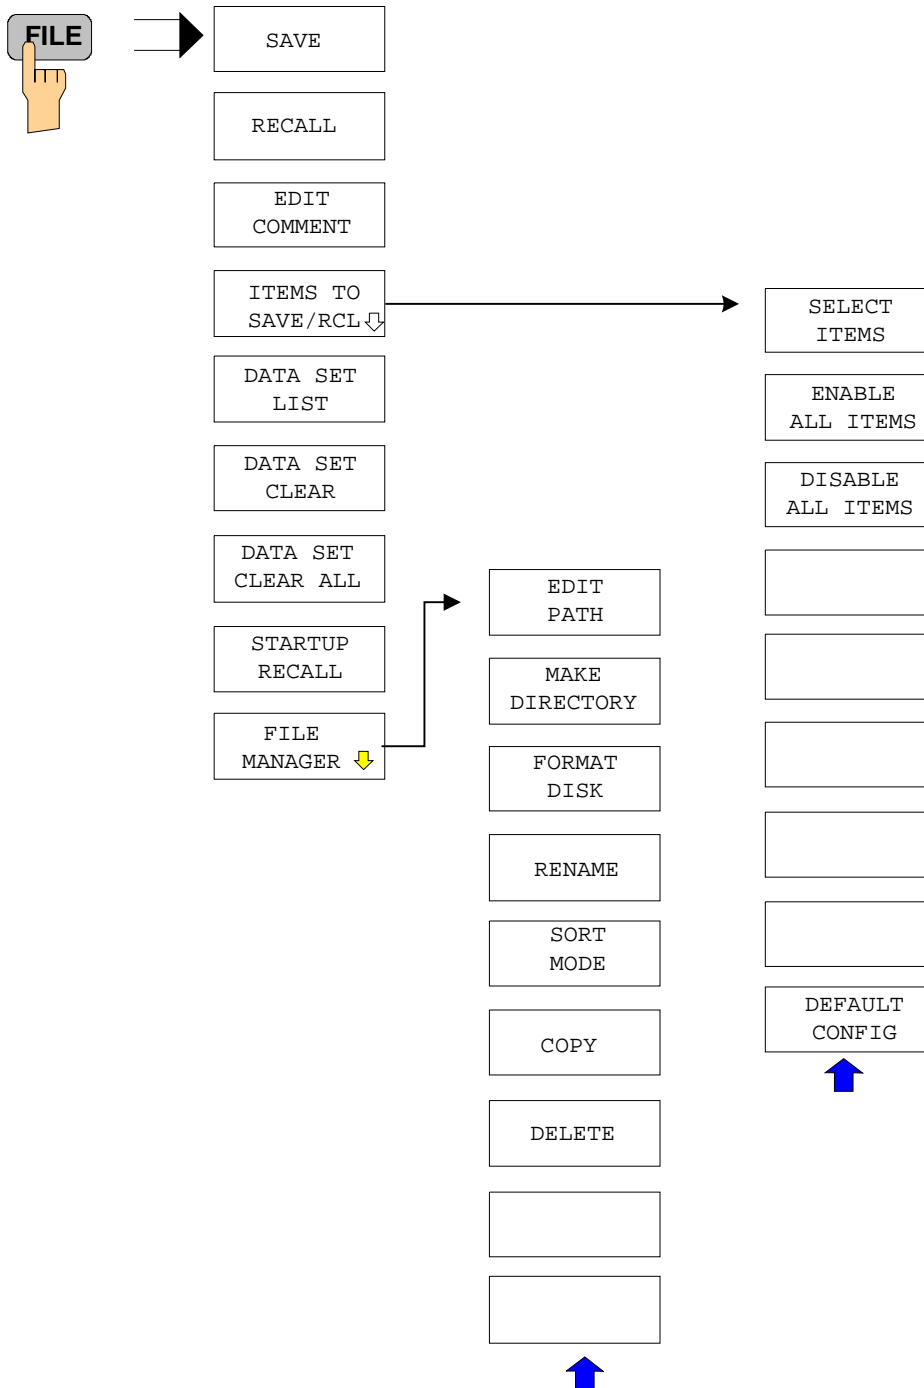 FILE
SAVE
RECALL
EDIT
COMMENT
ITEMS TO
SAVE/RCL
DATA SET
LIST
DATA SET
CLEAR
DATA SET
CLEAR ALL
STARTUP
RECALL
FILE
MANAGER
EDIT
PATH
MAKE
DIRECTORY
FORMAT
DISK
RENAME
SORT
MODE
COPY
DELETE
SELECT
ITEMS
ENABLE
ALL ITEMS
DISABLE
ALL ITEMS
DEFAULT
CONFIG